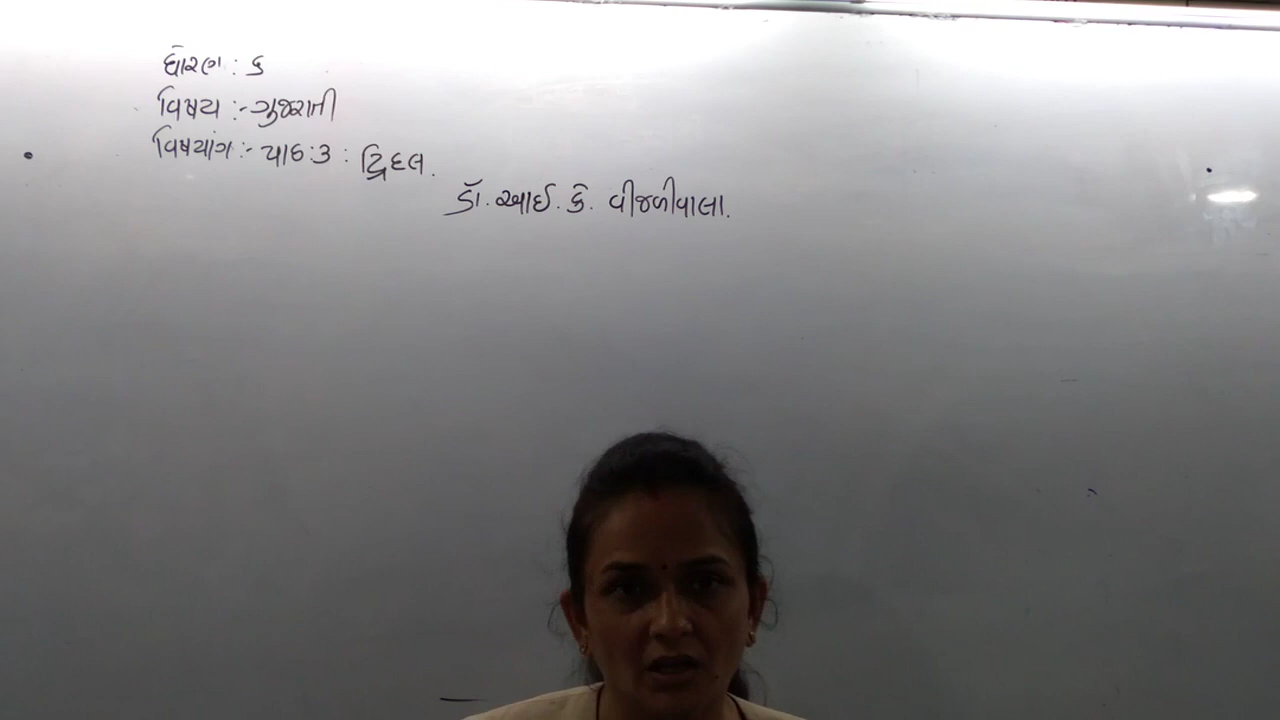 ધોરણ : ૬
વિષય :- ગુજરાતી
વિષયાંગ :- પાઠ : ૩ : દ્વિદલ.
ડૉ. આઈ. કે. વીજળીવાલા.